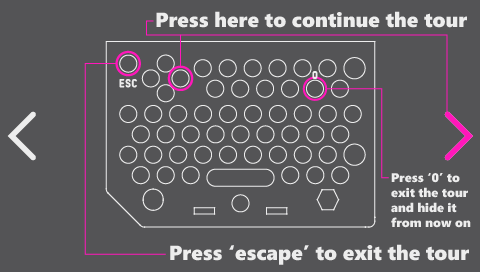 Press here to continue the tour
0
ESC
Press ‘0’ to
exit the tour
and hide it
from now on
Press ‘escape’ to exit the tour